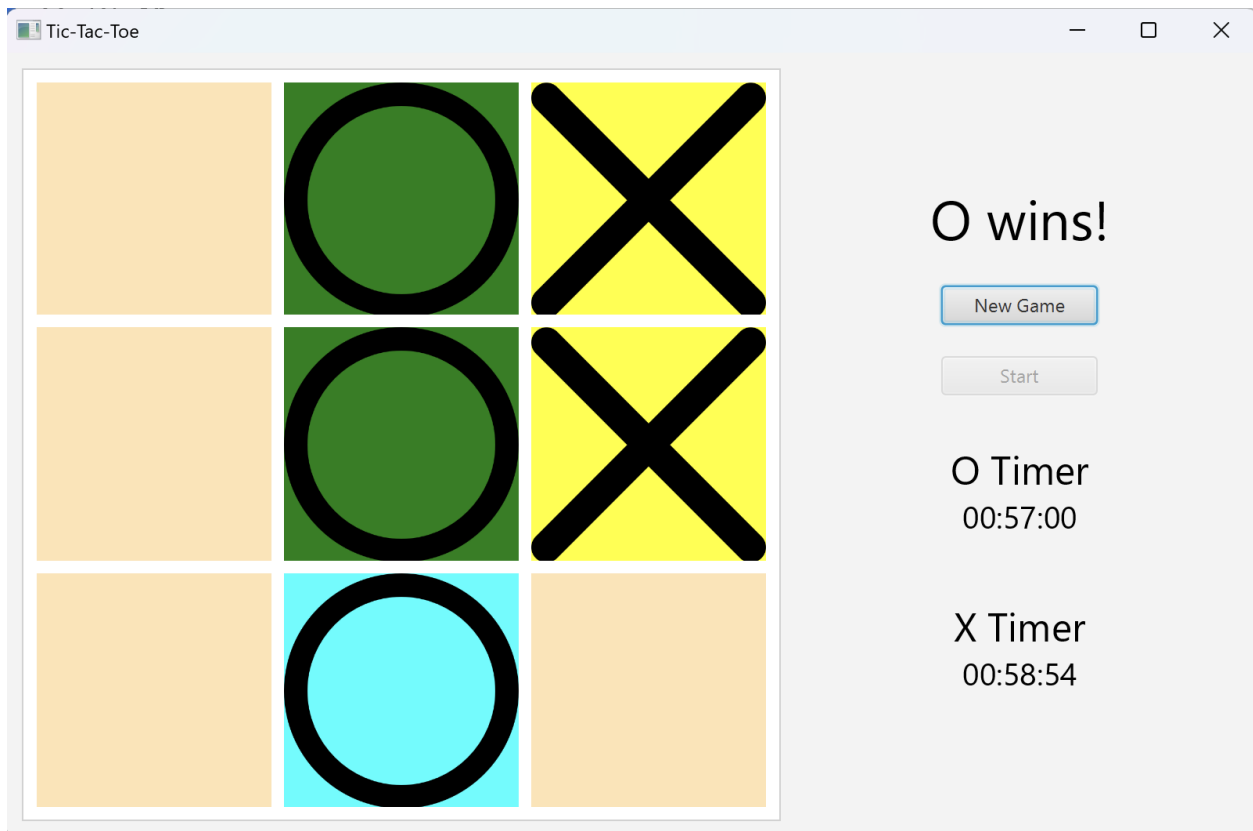 Tic-Tac-Toe
O wins!
New Game
Start
O Timer
00:57:00
X Timer
00:58:54